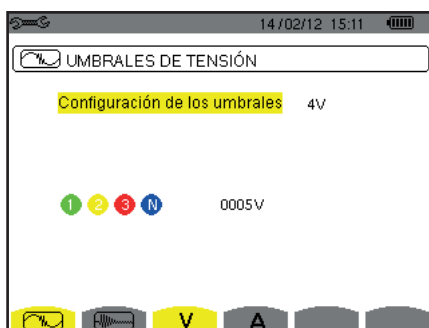 14/02/12 15:11
UMBRALES DE TENSIÓN
Configuración de los umbrales 4V
1 2 3 N 0005V
V A